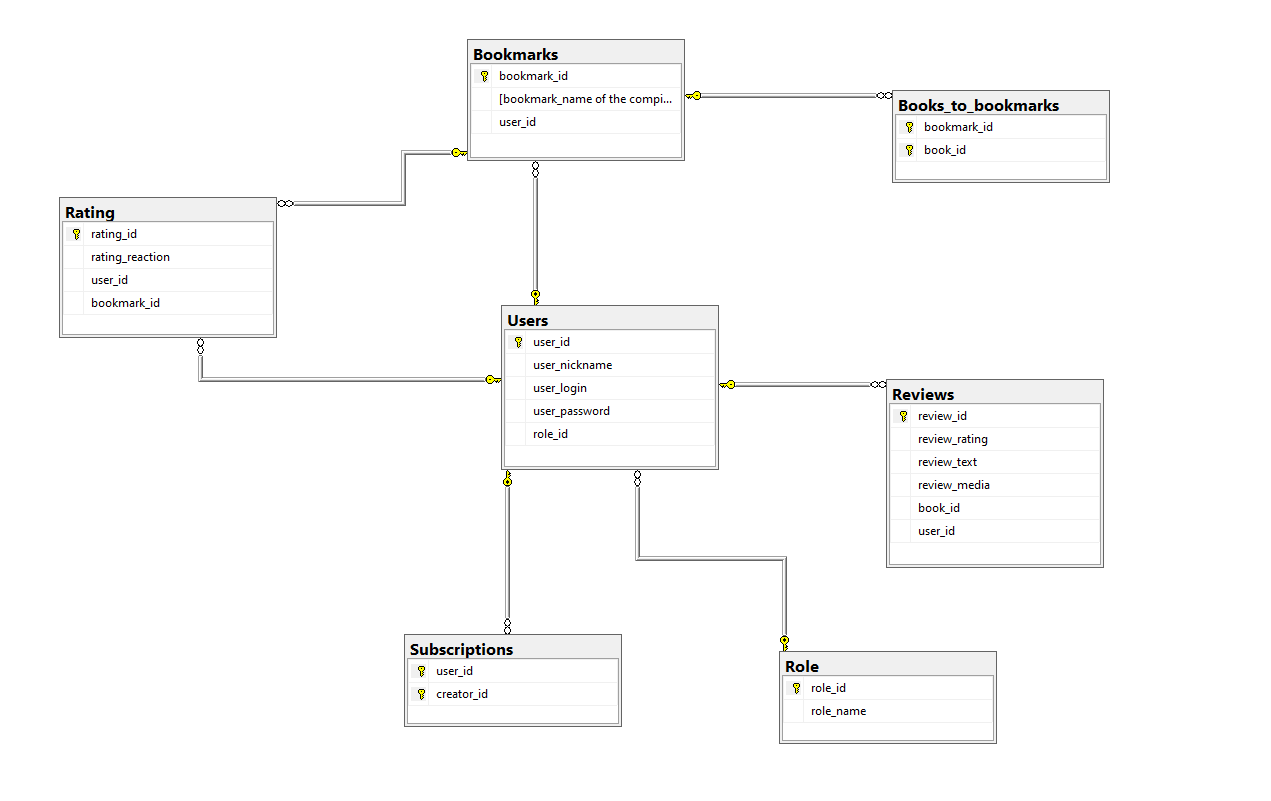 Bookmarks
bookmark_id
[bookmark_name of the compi...
user_id
Books_to_bookmarks
bookmark_id
book_id
Rating
rating_id
rating_reaction
user_id
bookmark_id
Users
user_id
user_nickname
user_login
user_password
role_id
Reviews
review_id
review_rating
review_text
review_media
book_id
user_id
Subscriptions
user_id
creator_id
Role
role_id
role_name